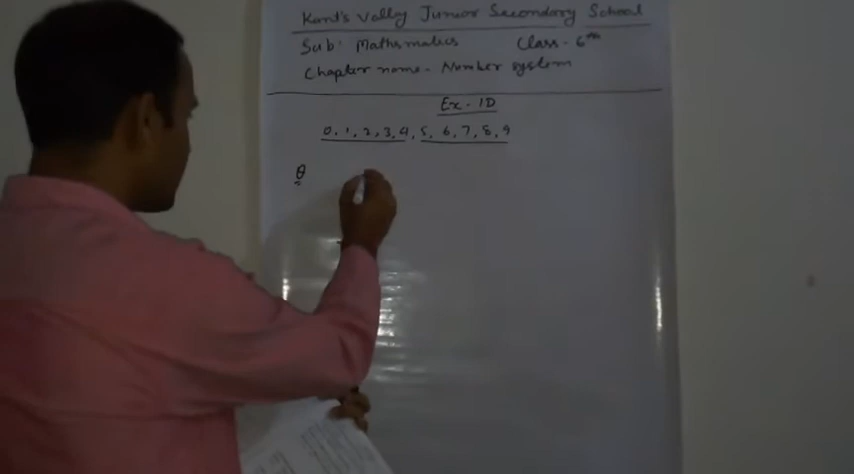 Kant's Valley Junior Secondary School
Sub: Mathematics Class - 6th
Chapter name - Number system
Ex - 1D
0, 1, 2, 3, 4, 5, 6, 7, 8, 9
θ